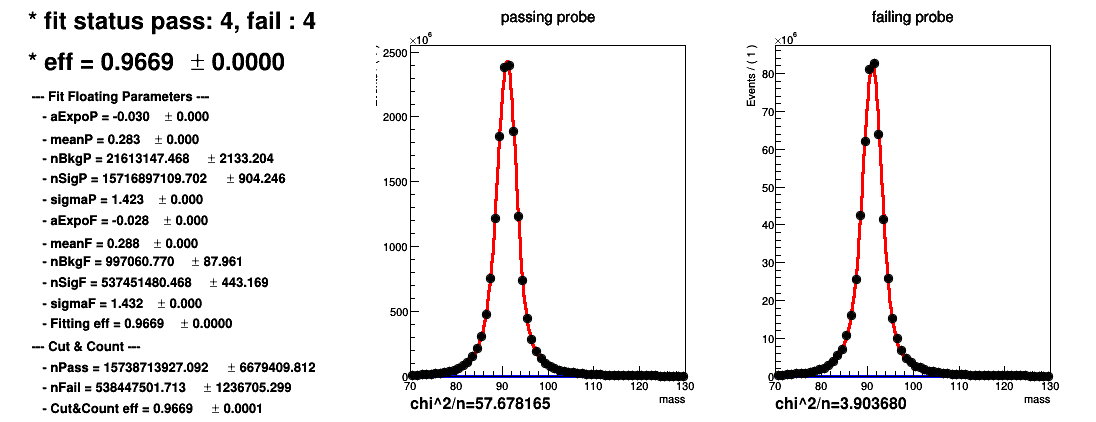 * fit status pass: 4, fail : 4
* eff = 0.9669 ± 0.0000
--- Fit Floating Parameters ---
- aExpoP = -0.030 ± 0.000
- meanP = 0.283 ± 0.000
- nBkgP = 21613147.468 ± 2133.204
- nSigP = 15716897109.702 ± 904.246
- sigmaP = 1.423 ± 0.000
- aExpoF = -0.028 ± 0.000
- meanF = 0.288 ± 0.000
- nBkgF = 997060.770 ± 87.961
- nSigF = 537451480.468 ± 443.169
- sigmaF = 1.432 ± 0.000
- Fitting eff = 0.9669 ± 0.0000
--- Cut & Count ---
- nPass = 15738713927.092 ± 6679409.812
- nFail = 538447501.713 ± 1236705.299
- Cut&Count eff = 0.9669 ± 0.0001
passing probe
×10^6
2500
2000
1500
1000
500
0
70 80 90 100 110 120 130
mass
chi^2/n=57.678165
failing probe
×10^6
Events / ( 1 )
80
70
60
50
40
30
20
10
0
70 80 90 100 110 120 130
mass
chi^2/n=3.903680